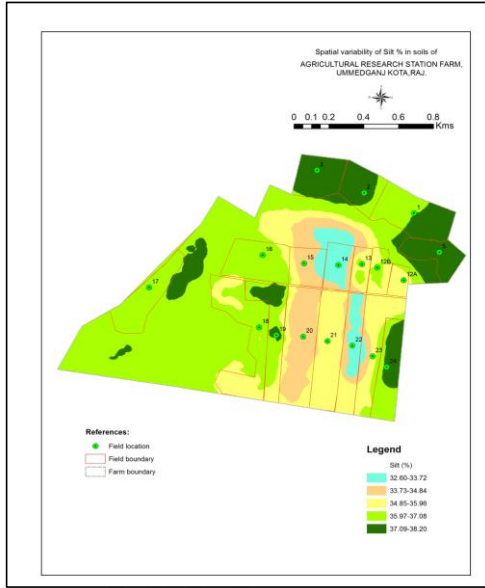 Spatial variability of Silt % in soils of
AGRICULTURAL RESEARCH STATION FARM,
UMMEDGANJ KOTA,RAJ.
0 0.1 0.2 0.4 0.6 0.8
Kms
2
1
16
15
14
13
12B
12A
17
18
19
20
21
22
23
References:
Field location
Field boundary
Farm boundary
Legend
Silt (%)
32.60-33.72
33.73-34.84
34.85-35.96
35.97-37.08
37.09-38.20